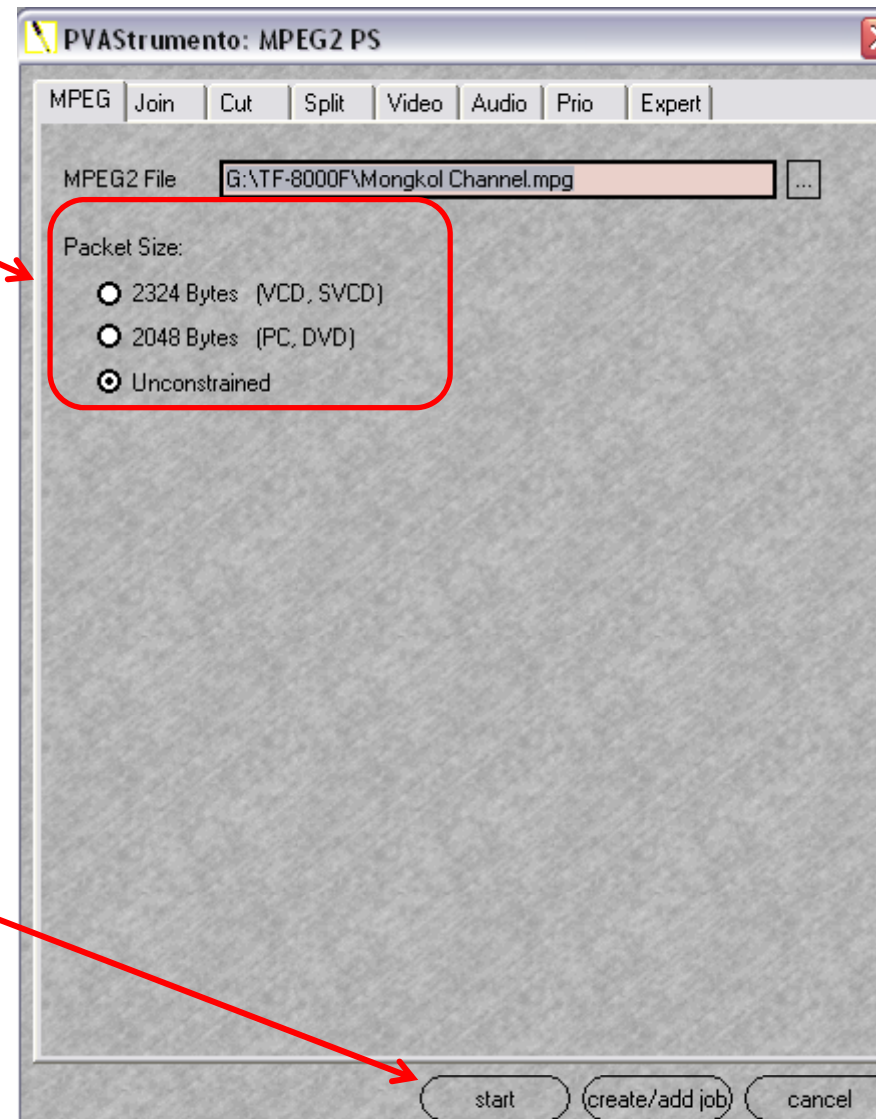 PVAStrumento: MPEG2 PS
MPEG Join Cut Split Video Audio Prio Expert
MPEG2 File G:\TF-8000F\Mongkol Channel.mpg ...
Packet Size:
2324 Bytes (VCD, SVCD)
2048 Bytes (PC, DVD)
Unconstrained
start create/add job cancel